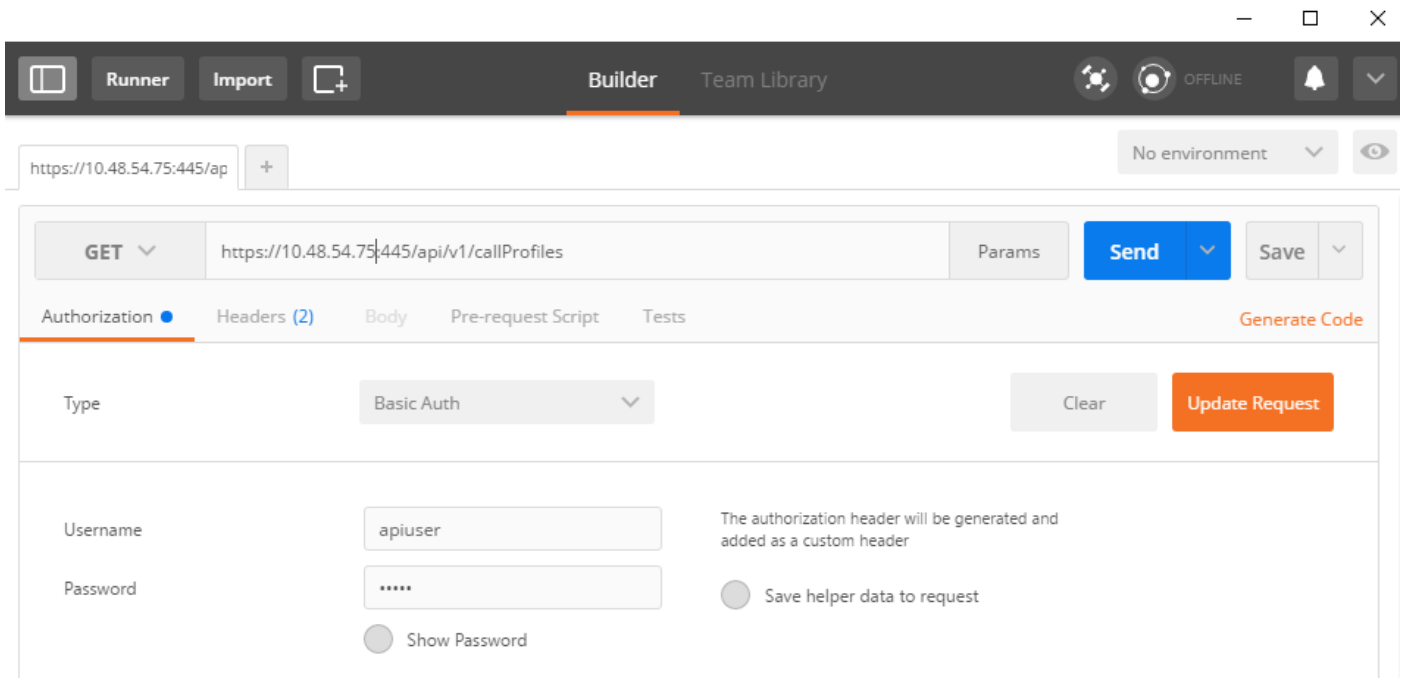 Runner Import Builder Team Library OFFLINE
https://10.48.54.75:445/ap + No environment
GET https://10.48.54.75:445/api/v1/callProfiles Params Send Save
Authorization Headers (2) Body Pre-request Script Tests Generate Code
Type Basic Auth Clear Update Request
Username apiuser The authorization header will be generated and
added as a custom header
Password ••••• Save helper data to request
Show Password